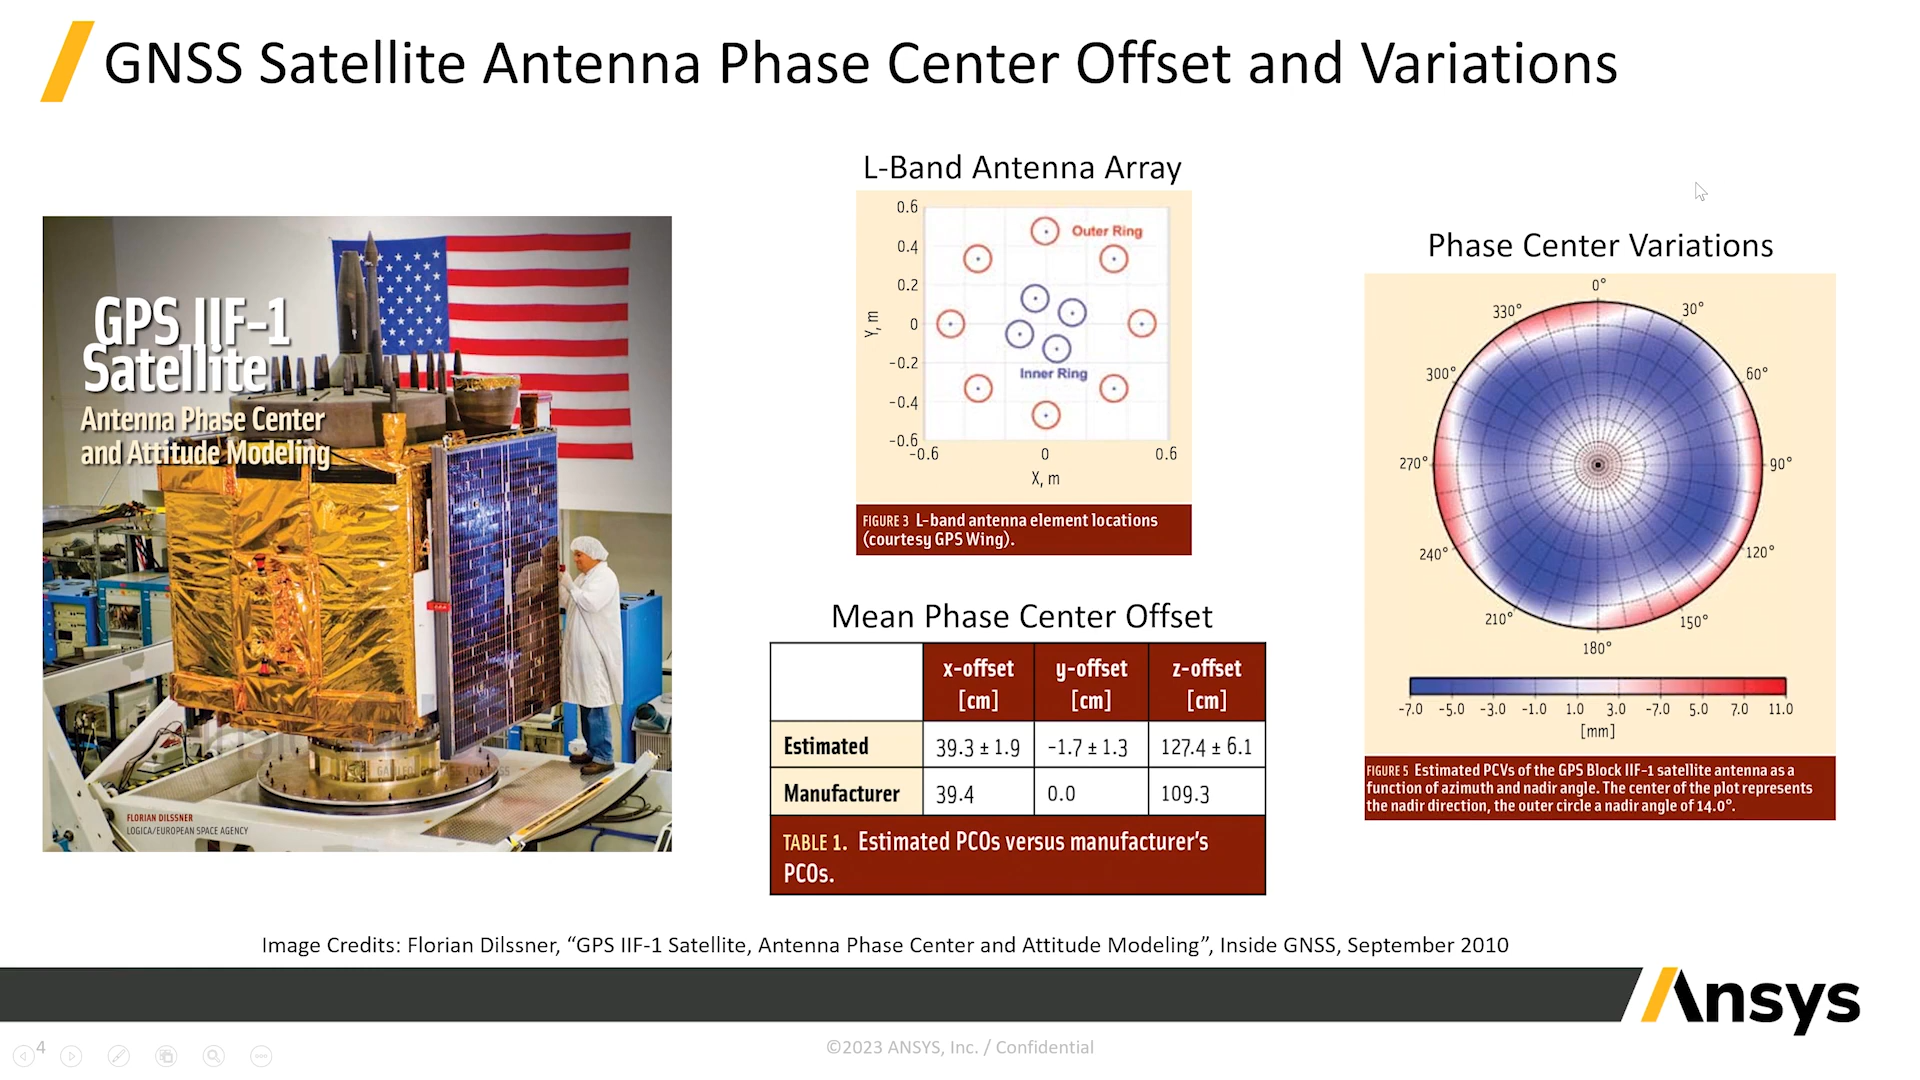 GNSS Satellite Antenna Phase Center Offset and Variations
GPS IIF-1
Satellite
Antenna Phase Center
and Attitude Modeling
FLORIAN DILSSNER
LOGICA/EUROPEAN SPACE AGENCY
L-Band Antenna Array
0.6
0.4
0.2
0
-0.2
-0.4
-0.6
Y, m
Outer Ring
Inner Ring
-0.6 0 0.6
X, m
FIGURE 3 L-band antenna element locations
(courtesy GPS Wing).
Mean Phase Center Offset
x-offset [cm] y-offset [cm] z-offset [cm]
Estimated 39.3 ± 1.9 -1.7 ± 1.3 127.4 ± 6.1
Manufacturer 39.4 0.0 109.3
TABLE 1. Estimated PCOs versus manufacturer's
PCOs.
Phase Center Variations
0°
330° 30°
300° 60°
270° 90°
240° 120°
210° 150°
180°
-7.0 -5.0 -3.0 -1.0 1.0 3.0 -7.0 5.0 7.0 11.0
[mm]
FIGURE 5 Estimated PCVs of the GPS Block IIF-1 satellite antenna as a
function of azimuth and nadir angle. The center of the plot represents
the nadir direction, the outer circle a nadir angle of 14.0°.
Image Credits: Florian Dilssner, “GPS IIF-1 Satellite, Antenna Phase Center and Attitude Modeling”, Inside GNSS, September 2010
Ansys
4
©2023 ANSYS, Inc. / Confidential